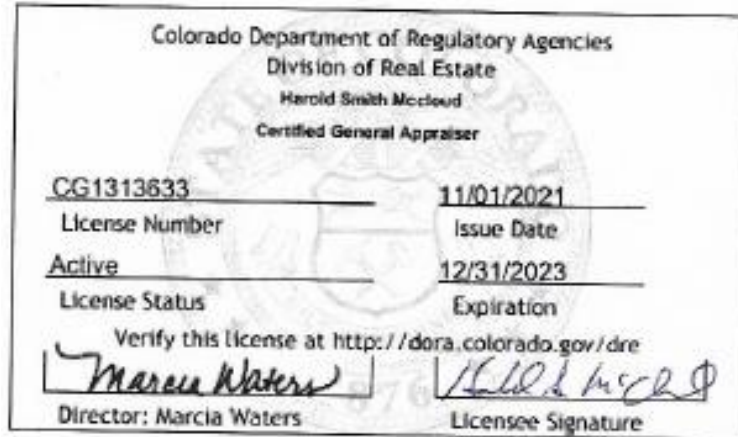 Colorado Department of Regulatory Agencies
Division of Real Estate
Harold Smith Mccloud
Certified General Appraiser
CG1313633 11/01/2021
License Number Issue Date
Active 12/31/2023
License Status Expiration
Verify this license at http://dora.colorado.gov/dre
Marcia Waters
Director: Marcia Waters Licensee Signature
1876